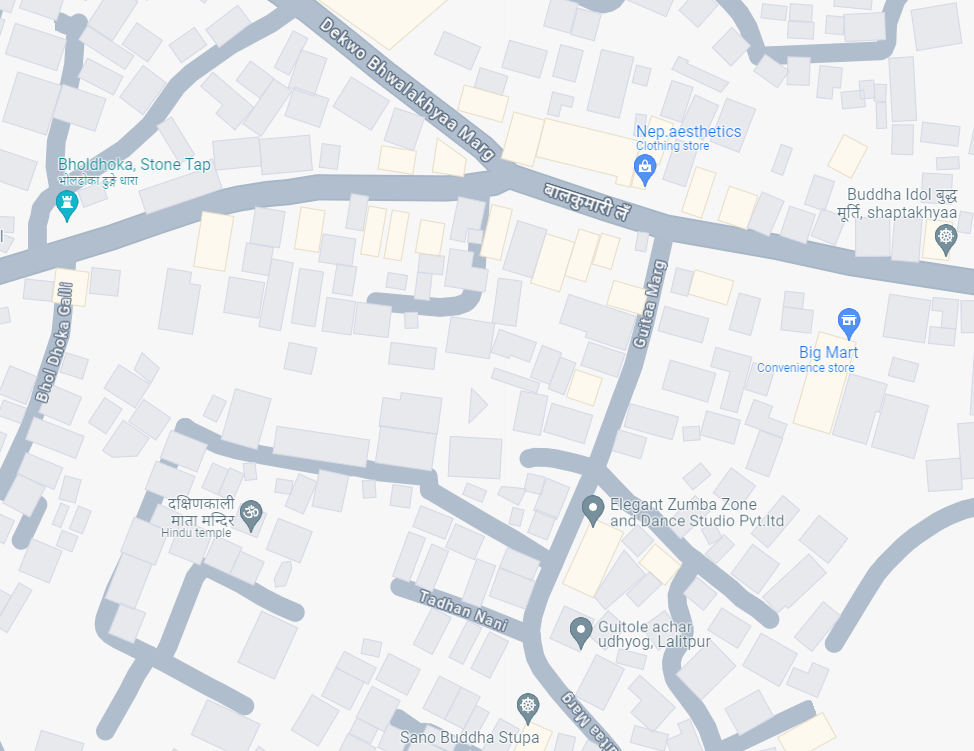 Dekwo Bhwalakhyaa Marg
Nep.aesthetics
Clothing store
Bholdhoka, Stone Tap
भोलढोका ढुङ्गे धारा
बालकुमारी लँ
Buddha Idol बुद्ध
मूर्ति, shaptakhyaa
l
Guitaa Marg
Bhol Dhoka Galli
Big Mart
Convenience store
दक्षिणकाली
माता मन्दिर
Hindu temple
Elegant Zumba Zone
and Dance Studio Pvt.ltd
Tadhan Nani
Guitole achar
udhyog, Lalitpur
Guitaa Marg
Sano Buddha Stupa